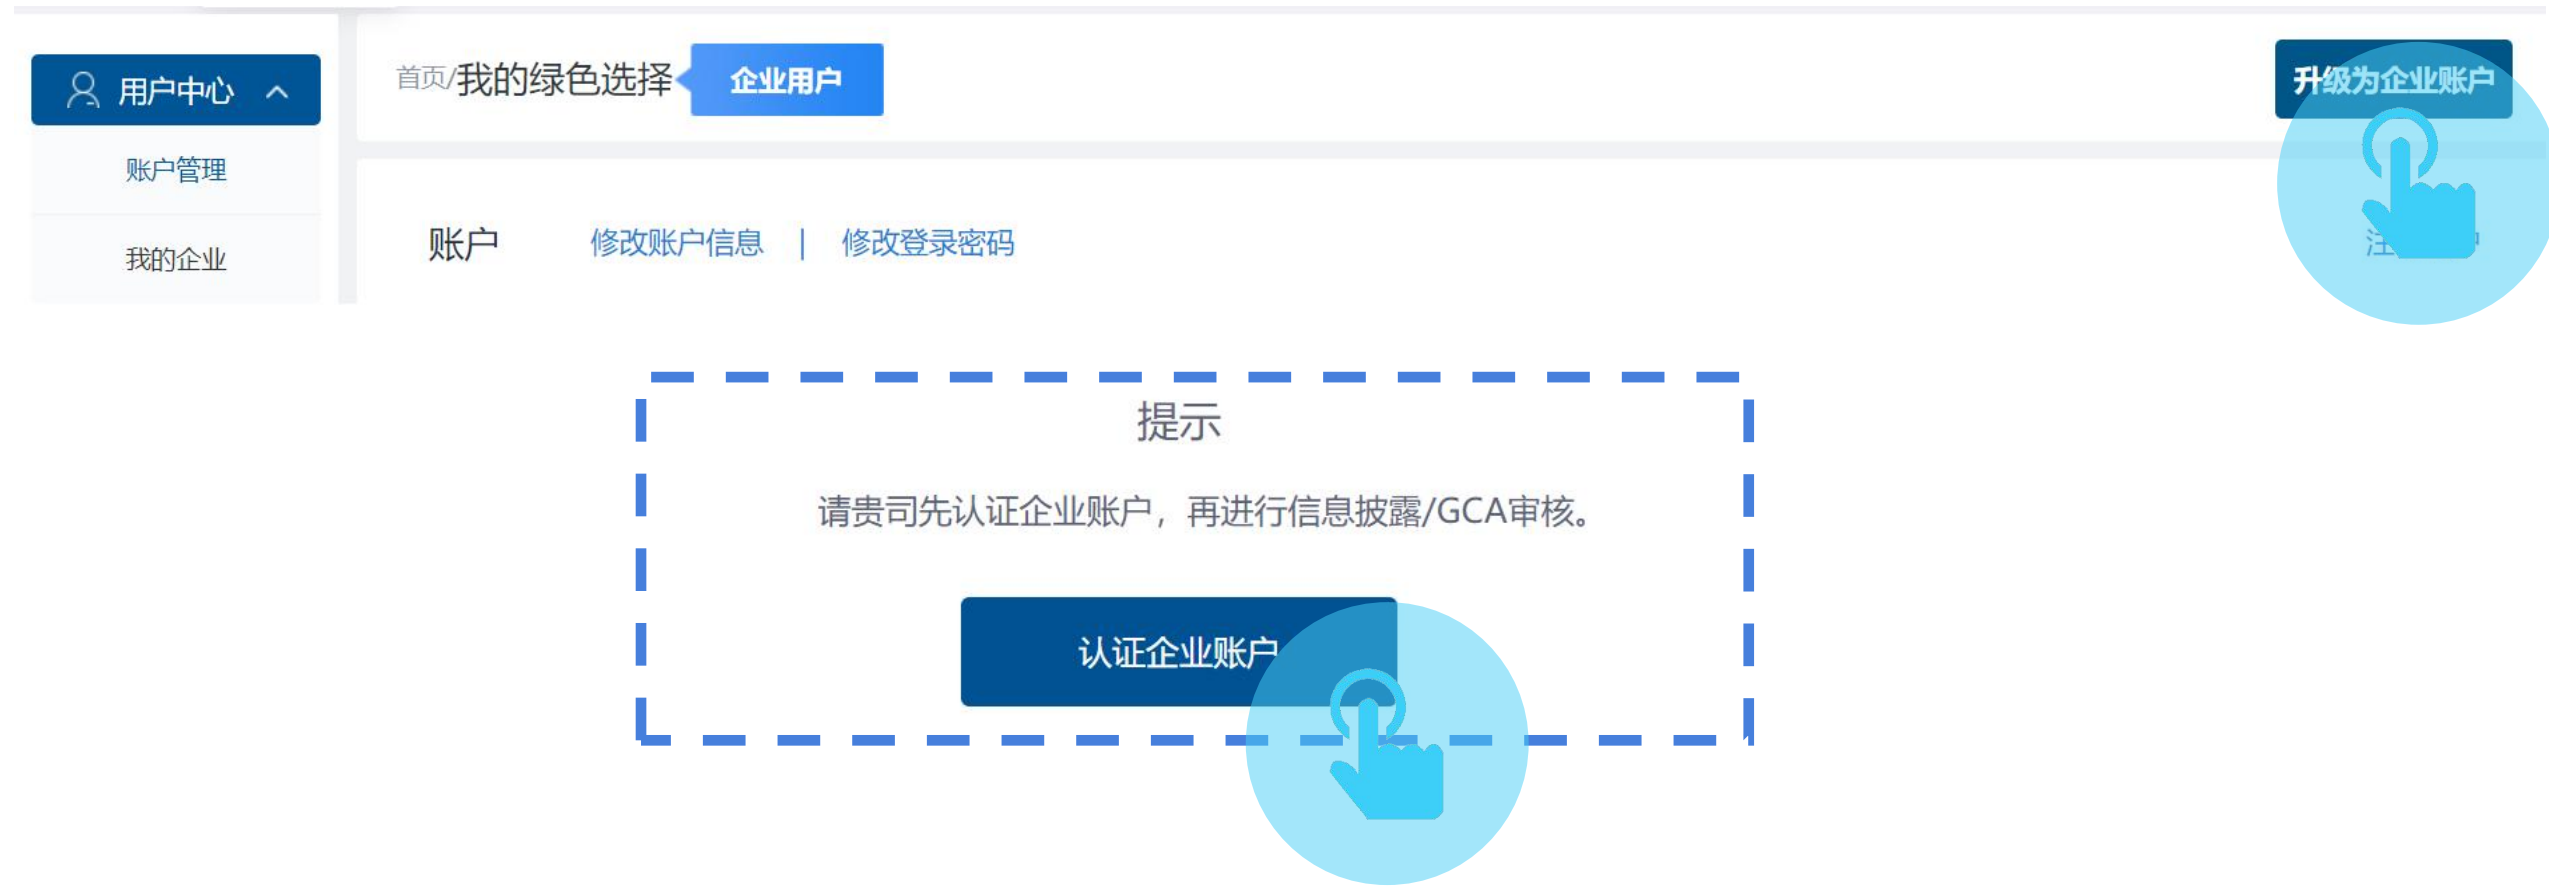 用户中心
账户管理
我的企业
首页/我的绿色选择 企业用户
升级为企业账户
账户 修改账户信息 | 修改登录密码
注
提示
请贵司先认证企业账户，再进行信息披露/GCA审核。
认证企业账户